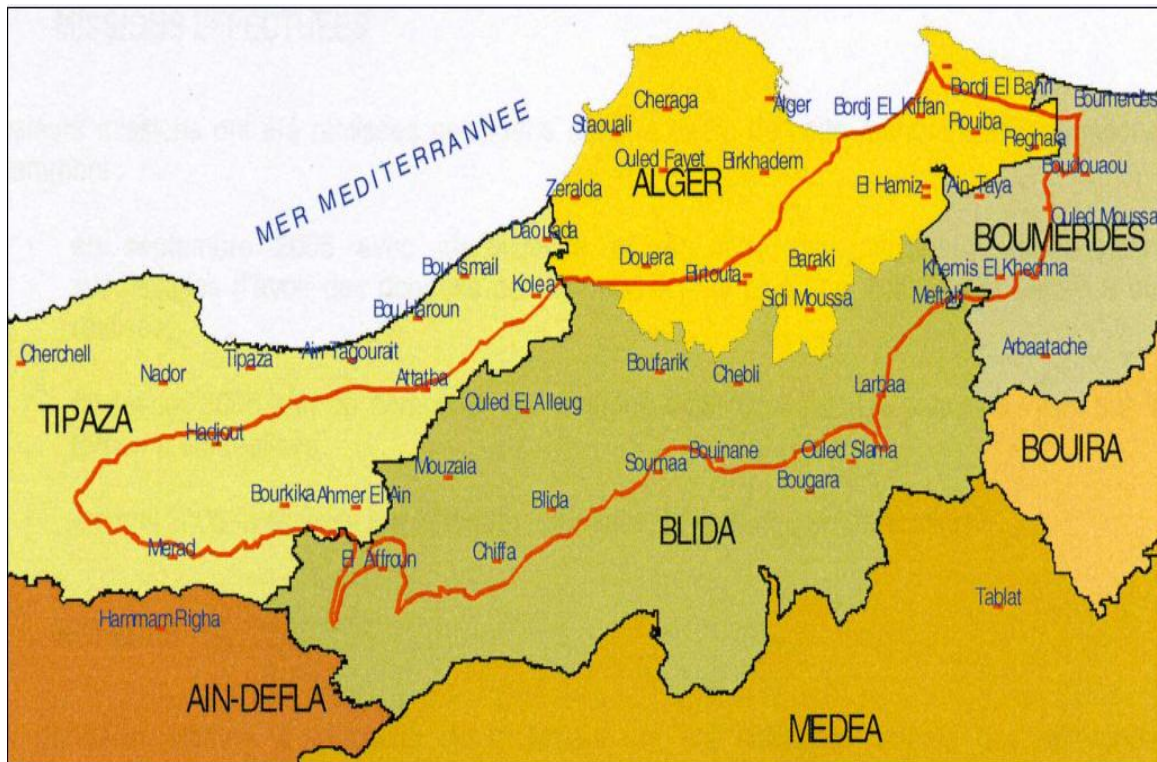 Bordj El Bahri
Cheraga
Alger
Bordj EL Kiffan
Boumerdes
Staouali
Rouiba
Reghaia
Ouled Fayet
Birkhadem
Boudouaou
ALGER
El Hamiz
Ain-Taya
Zeralda
Ouled Moussa
MER MEDITERRANNEE
Daouada
BOUMERDES
Douera
Baraki
Bou Ismail
Birtouta
Khemis El Khechna
Kolea
Sidi Moussa
Meftah
Bou Haroun
Cherchell
Tipaza
Ain Tagourait
Arbaatache
Nador
Attatba
Boufarik
Chebli
Larbaa
TIPAZA
Ouled El Alleug
Hadjout
BOUIRA
Mouzaia
Soumaa
Bouinane
Ouled Slama
Bourkika
Ahmer El Ain
Blida
Bougara
BLIDA
Merad
El Affroun
Chiffa
Hammam Righa
Tablat
AIN-DEFLA
MEDEA